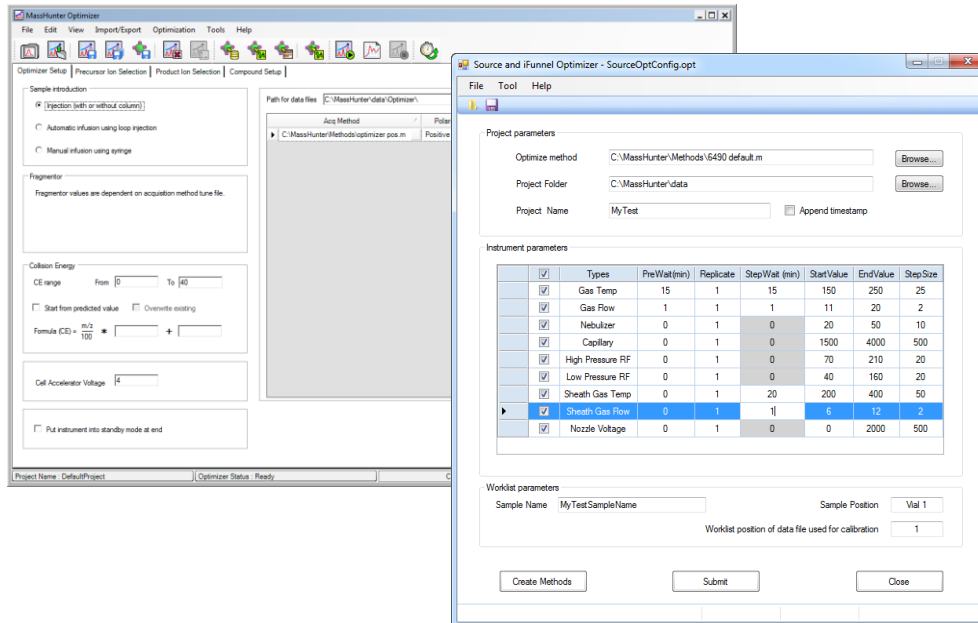 MassHunter Optimizer
File Edit View Import/Export Optimization Tools Help
Optimizer Setup Precursor Ion Selection Product Ion Selection Compound Setup
Sample introduction
Injection (with or without column)
Automatic infusion using loop injection
Manual infusion using syringe
Path for data files C:\MassHunter\data\Optimizer\
Acq Method Polar
C:\MassHunter\Methods\optimizer pos.m ... Positive
Fragmentor
Fragmentor values are dependent on acquisition method tune file.
Collision Energy
CE range From 0 To 40
Start from predicted value Overwrite existing
Formula (CE) = m/z
100 * +
Cell Accelerator Voltage 4
Put instrument into standby mode at end
Project Name : DefaultProject Optimizer Status : Ready C
Source and iFunnel Optimizer - SourceOptConfig.opt
File Tool Help
Project parameters
Optimize method C:\MassHunter\Methods\6490 default.m Browse...
Project Folder C:\MassHunter\data Browse...
Project Name MyTest Append timestamp
Instrument parameters
Types PreWait(min) Replicate StepWait (min) StartValue EndValue StepSize
Gas Temp 15 1 15 150 250 25
Gas Flow 1 1 1 11 20 2
Nebulizer 0 1 0 20 50 10
Capillary 0 1 0 1500 4000 500
High Pressure RF 0 1 0 70 210 20
Low Pressure RF 0 1 0 40 160 20
Sheath Gas Temp 0 1 20 200 400 50
Sheath Gas Flow 0 1 1 6 12 2
Nozzle Voltage 0 1 0 0 2000 500
Worklist parameters
Sample Name MyTestSampleName Sample Position Vial 1
Worklist position of data file used for calibration 1
Create Methods Submit Close